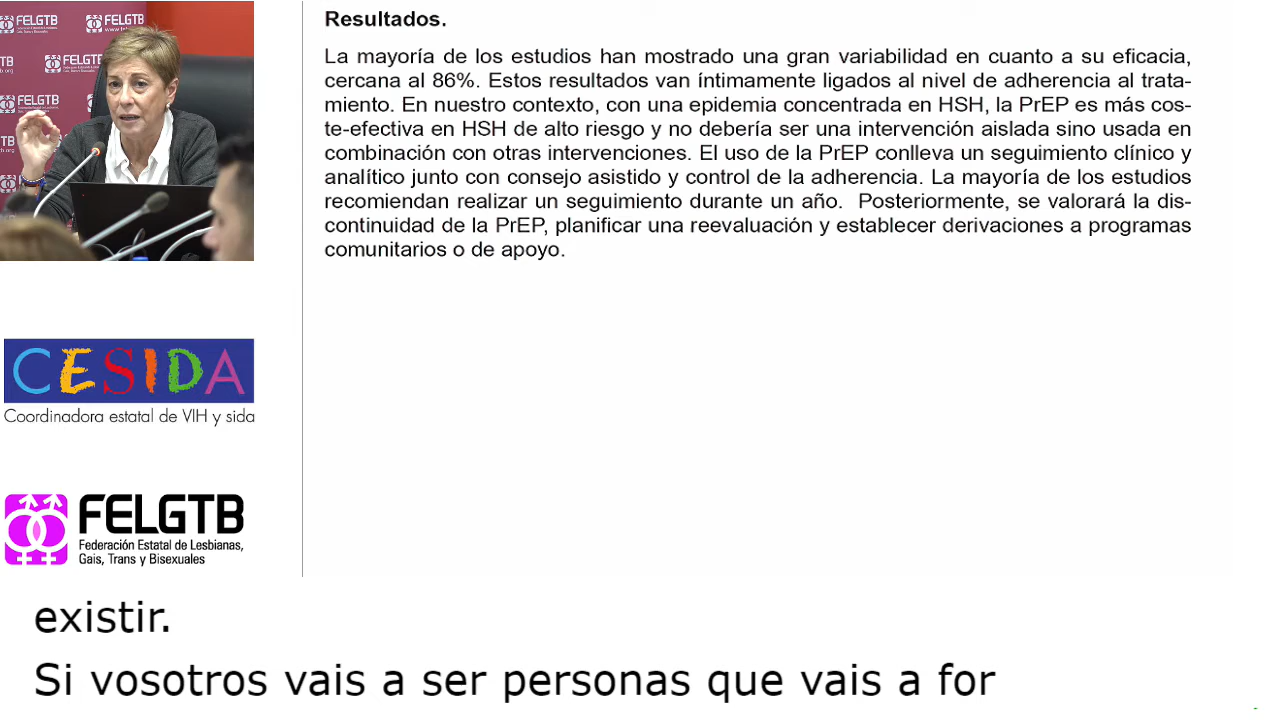 FELGTB
FELGTB
FELGTB
FELGTB
FELGTB
Resultados.
La mayoría de los estudios han mostrado una gran variabilidad en cuanto a su eficacia,
cercana al 86%. Estos resultados van íntimamente ligados al nivel de adherencia al trata-
miento. En nuestro contexto, con una epidemia concentrada en HSH, la PrEP es más cos-
te-efectiva en HSH de alto riesgo y no debería ser una intervención aislada sino usada en
combinación con otras intervenciones. El uso de la PrEP conlleva un seguimiento clínico y
analítico junto con consejo asistido y control de la adherencia. La mayoría de los estudios
recomiendan realizar un seguimiento durante un año. Posteriormente, se valorará la dis-
continuidad de la PrEP, planificar una reevaluación y establecer derivaciones a programas
comunitarios o de apoyo.
CESIDA
Coordinadora estatal de VIH y sida
FELGTB
Federación Estatal de Lesbianas,
Gais, Trans y Bisexuales
existir.
Si vosotros vais a ser personas que vais a for